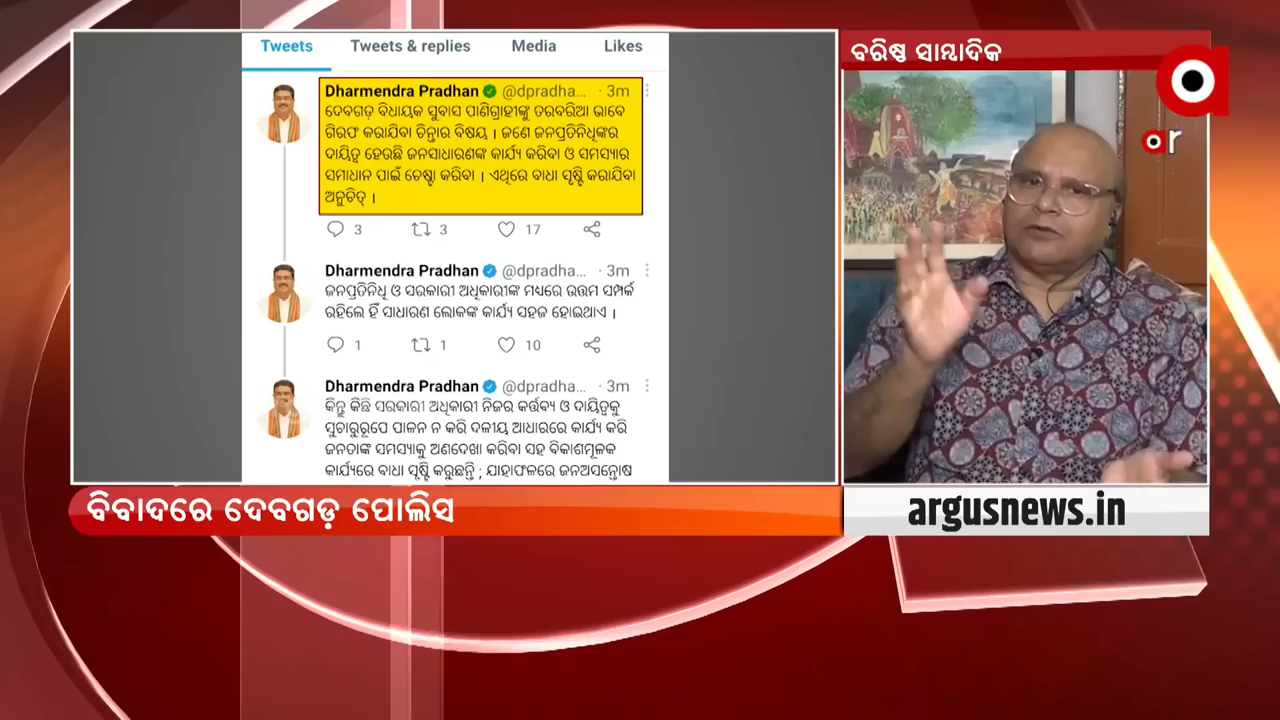 Tweets Tweets & replies Media Likes
Dharmendra Pradhan @dprada... · 3m
ଦେବଗଡ଼ ବିଧାୟକ ସୁବାସ ପାଣିଗ୍ରାହୀଙ୍କୁ ତରବରିଆ ଭାବେ
ଗିରଫ କରାଯିବା ଚିନ୍ତାର ବିଷୟ । ଜଣେ ଜନପ୍ରତିନିଧିଙ୍କର
ଦାୟିତ୍ୱ ହେଉଛି ଜନସାଧାରଣଙ୍କ କାର୍ଯ୍ୟ କରିବା ଓ ସମସ୍ୟାର
ସମାଧାନ ପାଇଁ ଚେଷ୍ଟା କରିବା । ଏଥିରେ ବାଧା ସୃଷ୍ଟି କରାଯିବା
ଅନୁଚିତ୍ ।
3 3 17
Dharmendra Pradhan @dpradha... · 3m
ଜନପ୍ରତିନିଧି ଓ ସରକାରୀ ଅଧିକାରୀଙ୍କ ମଧ୍ୟରେ ଉତ୍ତମ ସମ୍ପର୍କ
ରହିଲେ ହିଁ ସାଧାରଣ ଲୋକଙ୍କ କାର୍ଯ୍ୟ ସହଜ ହୋଇଥାଏ ।
1 1 10
Dharmendra Pradhan @dpradha... · 3m
କିନ୍ତୁ କିଛି ସରକାରୀ ଅଧିକାରୀ ନିଜର କର୍ତ୍ତବ୍ୟ ଓ ଦାୟିତ୍ୱକୁ
ସୁଚାରୁରୂପେ ପାଳନ ନ କରି ଦଳୀୟ ଆଧାରରେ କାର୍ଯ୍ୟ କରି
ଜନତାଙ୍କ ସମସ୍ୟାକୁ ଅଣଦେଖା କରିବା ସହ ବିକାଶମୂଳକ
କାର୍ଯ୍ୟରେ ବାଧା ସୃଷ୍ଟି କରୁଛନ୍ତି ; ଯାହାଫଳରେ ଜନଅସନ୍ତୋଷ
ବରିଷ୍ଠ ସାମ୍ବାଦିକ
ar
ବିବାଦରେ ଦେବଗଡ଼ ପୋଲିସ
argusnews.in